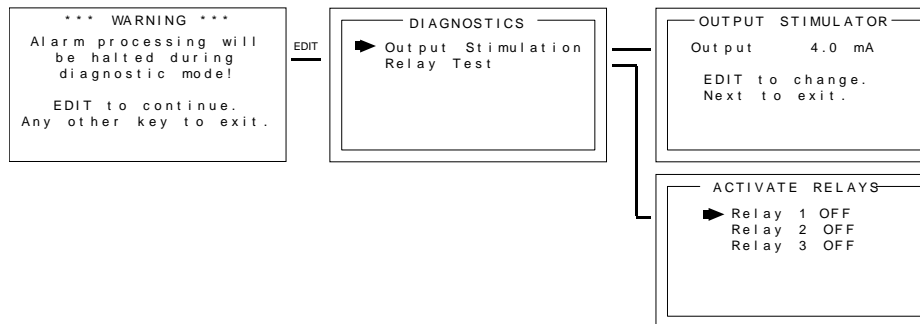 *** WARNING ***
Alarm processing will
be halted during
diagnostic mode!
EDIT to continue.
Any other key to exit.
EDIT
DIAGNOSTICS
Output Stimulation
Relay Test
OUTPUT STIMULATOR
Output 4.0 mA
EDIT to change.
Next to exit.
ACTIVATE RELAYS
Relay 1 OFF
Relay 2 OFF
Relay 3 OFF